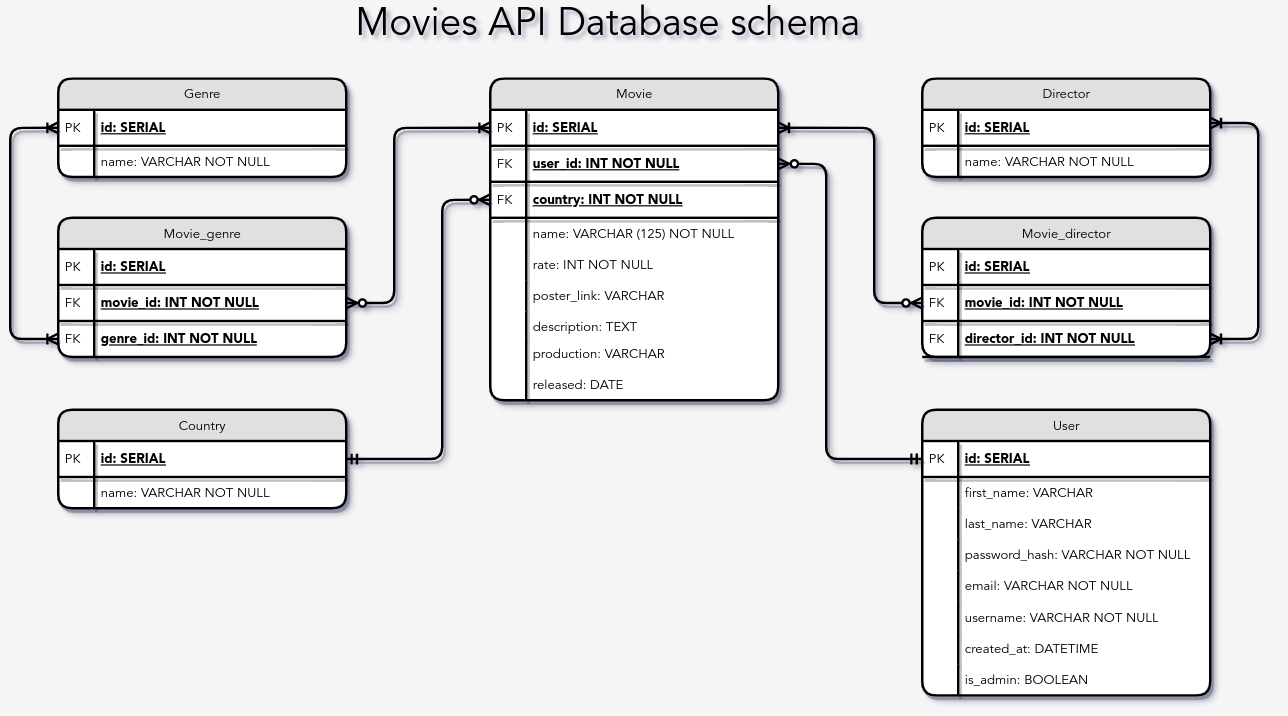 Movies API Database schema
Genre
PK id: SERIAL
name: VARCHAR NOT NULL
Movie_genre
PK id: SERIAL
FK movie_id: INT NOT NULL
FK genre_id: INT NOT NULL
Country
PK id: SERIAL
name: VARCHAR NOT NULL
Movie
PK id: SERIAL
FK user_id: INT NOT NULL
FK country: INT NOT NULL
name: VARCHAR (125) NOT NULL
rate: INT NOT NULL
poster_link: VARCHAR
description: TEXT
production: VARCHAR
released: DATE
Director
PK id: SERIAL
name: VARCHAR NOT NULL
Movie_director
PK id: SERIAL
FK movie_id: INT NOT NULL
FK director_id: INT NOT NULL
User
PK id: SERIAL
first_name: VARCHAR
last_name: VARCHAR
password_hash: VARCHAR NOT NULL
email: VARCHAR NOT NULL
username: VARCHAR NOT NULL
created_at: DATETIME
is_admin: BOOLEAN